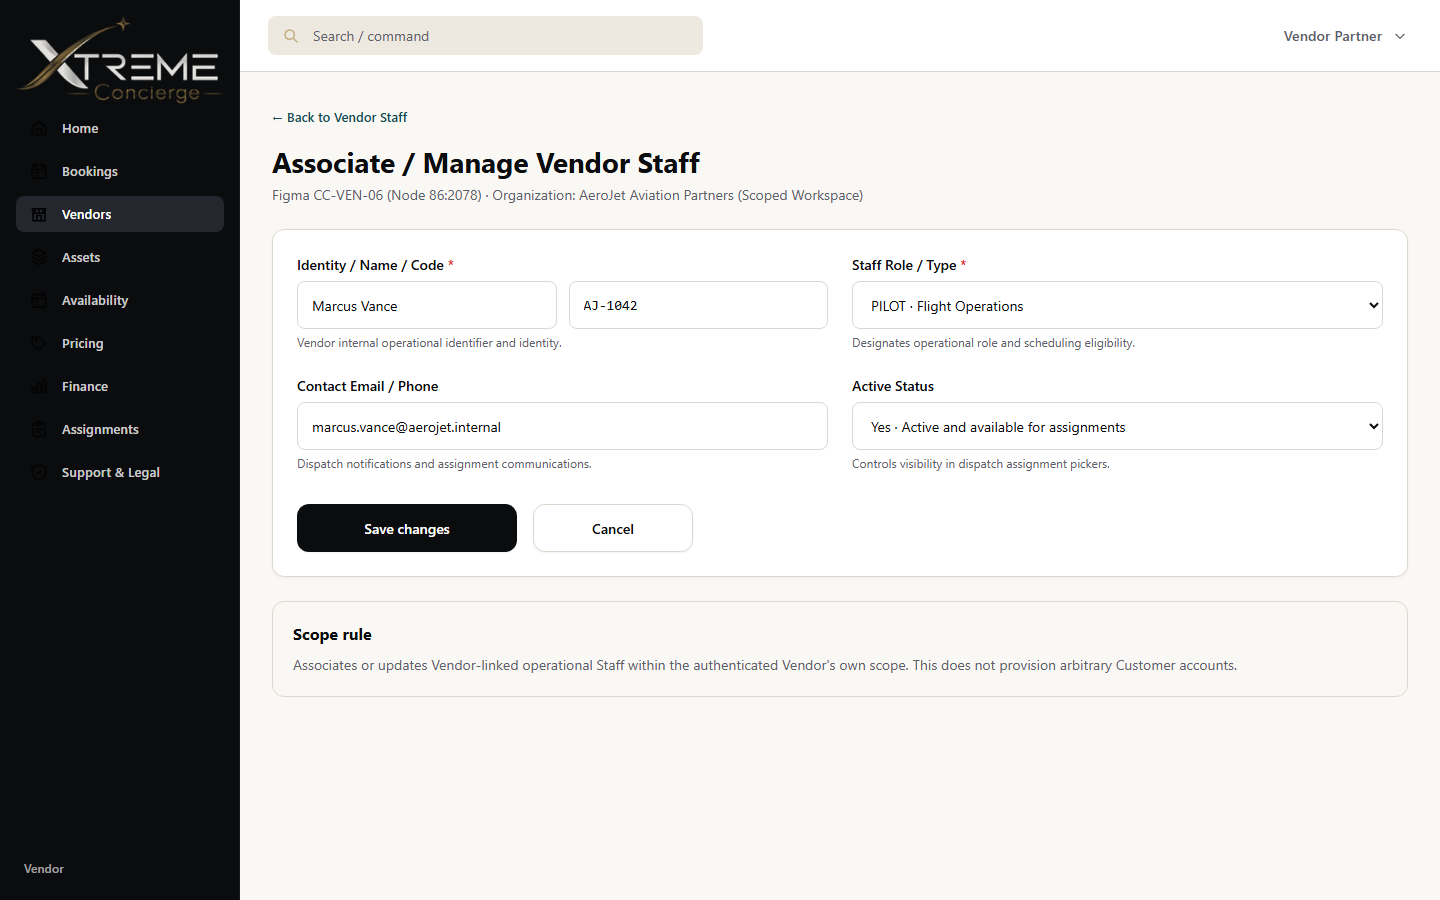 XTREME
Concierge
Home
Bookings
Vendors
Assets
Availability
Pricing
Finance
Assignments
Support & Legal
Vendor
Search / command
Vendor Partner
← Back to Vendor Staff
Associate / Manage Vendor Staff
Figma CC-VEN-06 (Node 86:2078) · Organization: AeroJet Aviation Partners (Scoped Workspace)
Identity / Name / Code *
Marcus Vance
AJ-1042
Vendor internal operational identifier and identity.
Staff Role / Type *
PILOT · Flight Operations
Designates operational role and scheduling eligibility.
Contact Email / Phone
marcus.vance@aerojet.internal
Dispatch notifications and assignment communications.
Active Status
Yes · Active and available for assignments
Controls visibility in dispatch assignment pickers.
Save changes
Cancel
Scope rule
Associates or updates Vendor-linked operational Staff within the authenticated Vendor's own scope. This does not provision arbitrary Customer accounts.